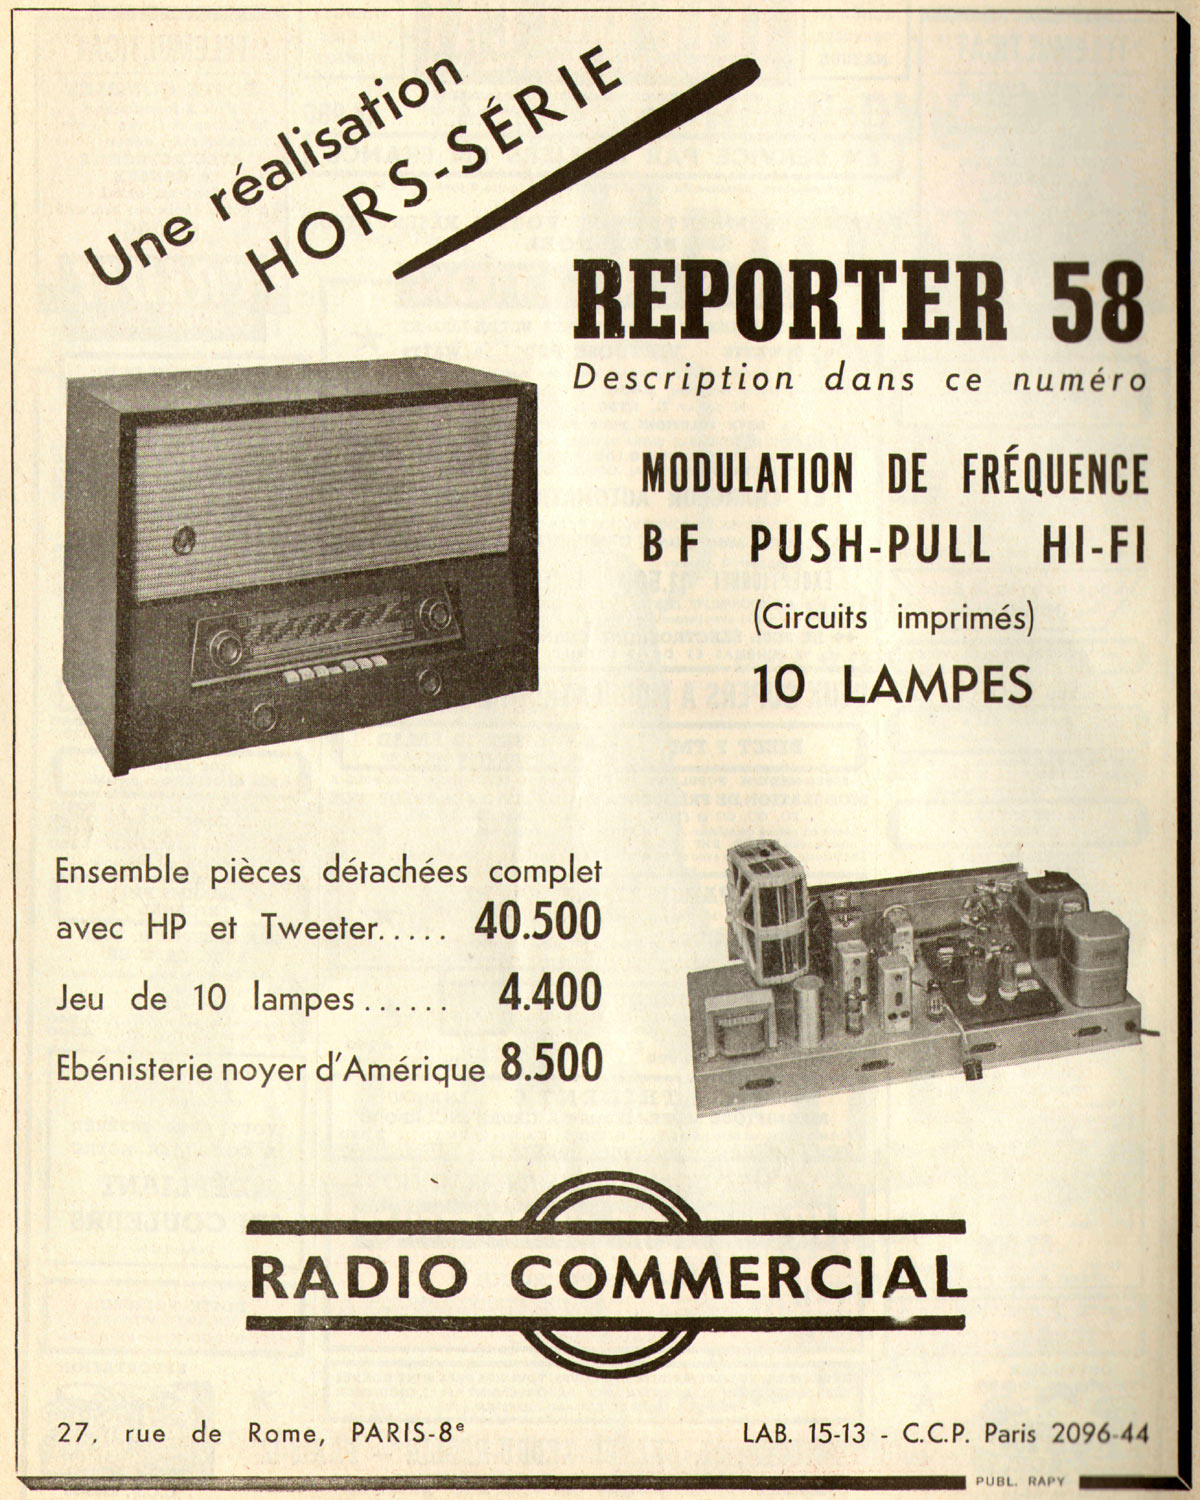 Une réalisation
HORS-SÉRIE
REPORTER 58
Description dans ce numéro
MODULATION DE FRÉQUENCE
BF PUSH-PULL HI-FI
(Circuits imprimés)
10 LAMPES
Ensemble pièces détachées complet
avec HP et Tweeter..... 40.500
Jeu de 10 lampes...... 4.400
Ebénisterie noyer d'Amérique 8.500
RADIO COMMERCIAL
27, rue de Rome, PARIS-8e
LAB. 15-13 - C.C.P. Paris 2096-44
PUBL. RAPY